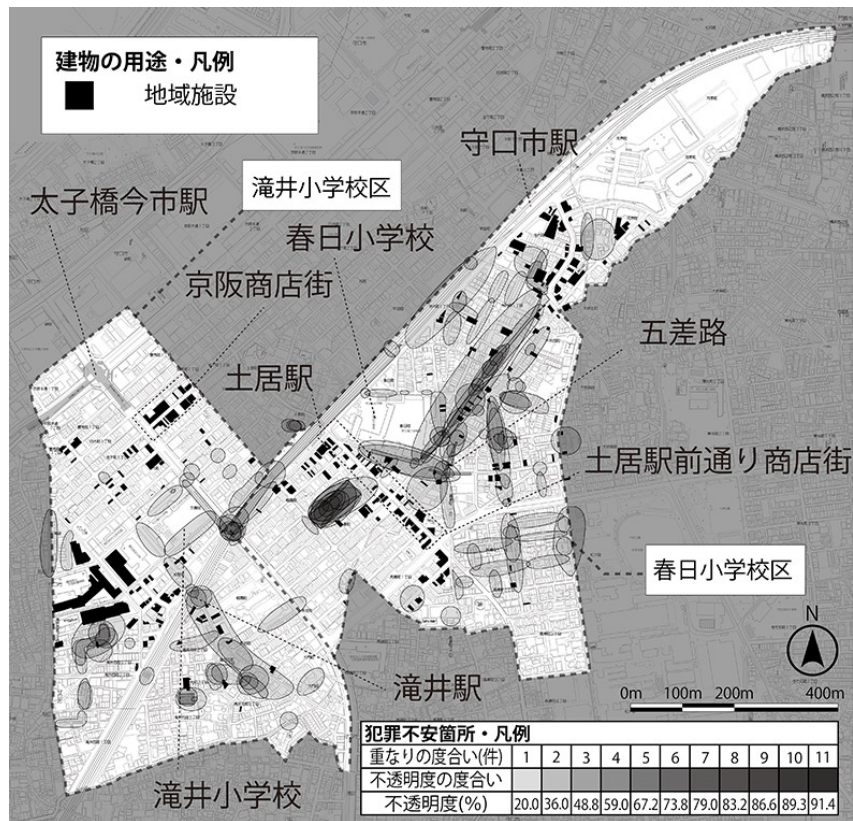 建物の用途・凡例
地域施設
守口市駅
滝井小学校区
太子橋今市駅
春日小学校
京阪商店街
五差路
土居駅
土居駅前通り商店街
春日小学校区
N
滝井駅
0m 100m 200m 400m
滝井小学校
犯罪不安箇所・凡例
重なりの度合い(件) 1 2 3 4 5 6 7 8 9 10 11
不透明度の度合い
不透明度(%) 20.0 36.0 48.8 59.0 67.2 73.8 79.0 83.2 86.6 89.3 91.4